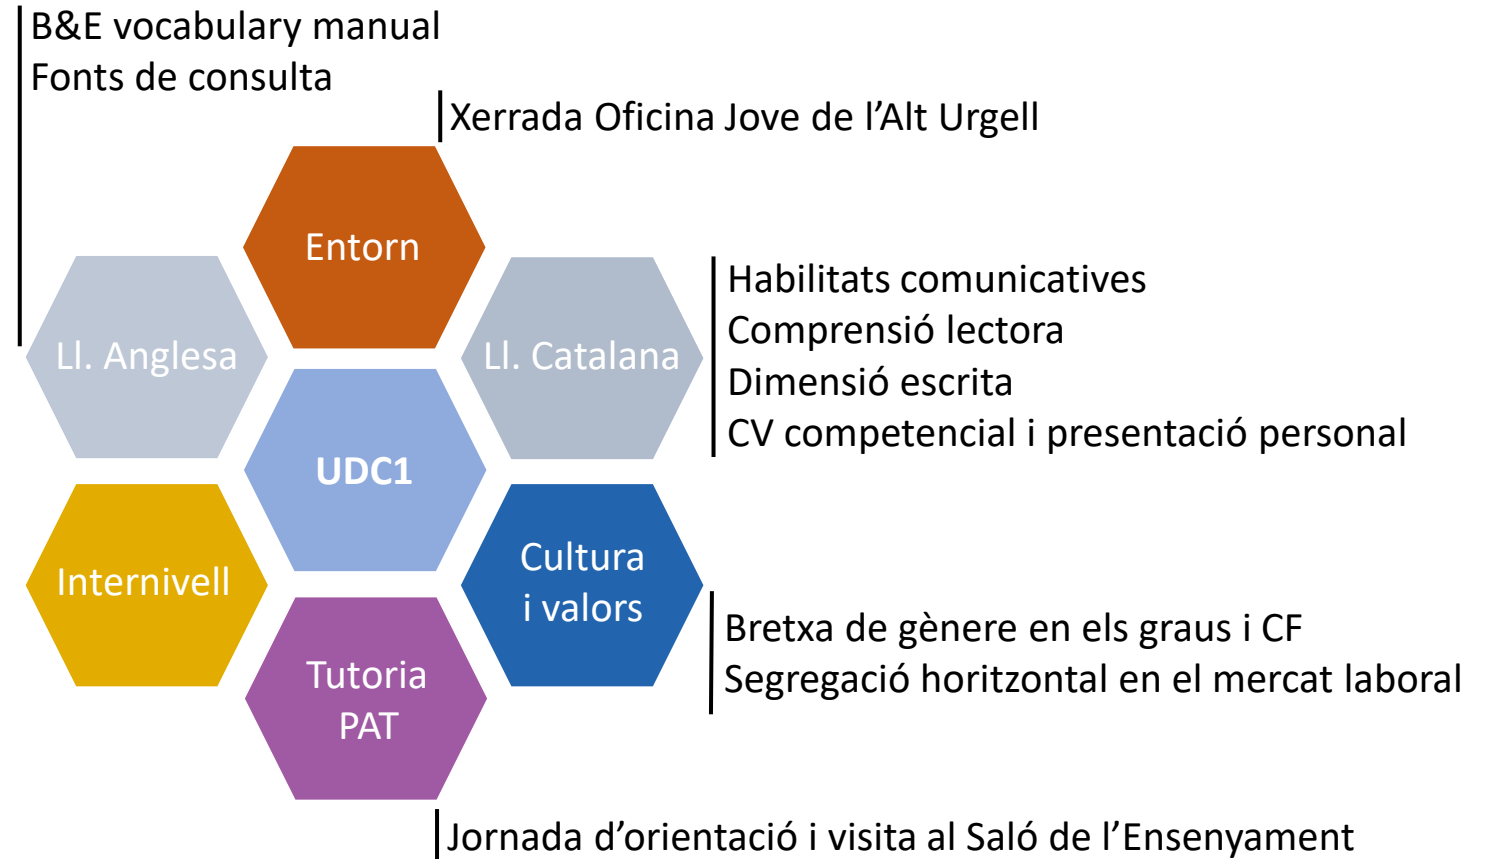 B&E vocabulary manual
Fonts de consulta
Xerrada Oficina Jove de l’Alt Urgell
Entorn
Ll. Anglesa
Ll. Catalana
Habilitats comunicatives
Comprensió lectora
Dimensió escrita
CV competencial i presentació personal
UDC1
Internivell
Cultura
i valors
Bretxa de gènere en els graus i CF
Segregació horitzontal en el mercat laboral
Tutoria
PAT
Jornada d’orientació i visita al Saló de l’Ensenyament